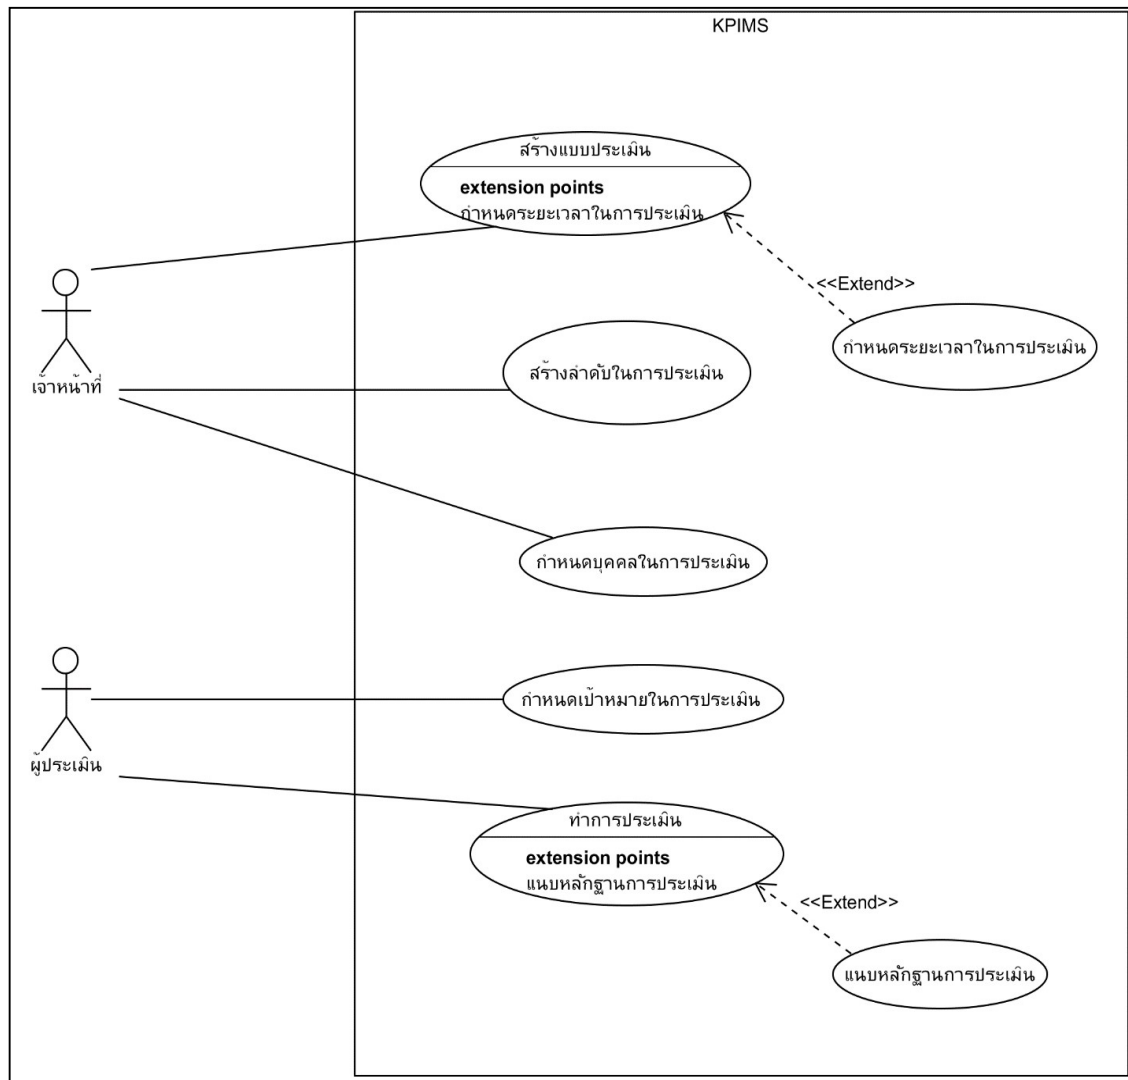 KPIMS
สร้างแบบประเมิน
extension points
กำหนดระยะเวลาในการประเมิน
<<Extend>>
กำหนดระยะเวลาในการประเมิน
สร้างลำดับในการประเมิน
เจ้าหน้าที่
กำหนดบุคคลในการประเมิน
กำหนดเป้าหมายในการประเมิน
ผู้ประเมิน
ทำการประเมิน
extension points
แนบหลักฐานการประเมิน
<<Extend>>
แนบหลักฐานการประเมิน